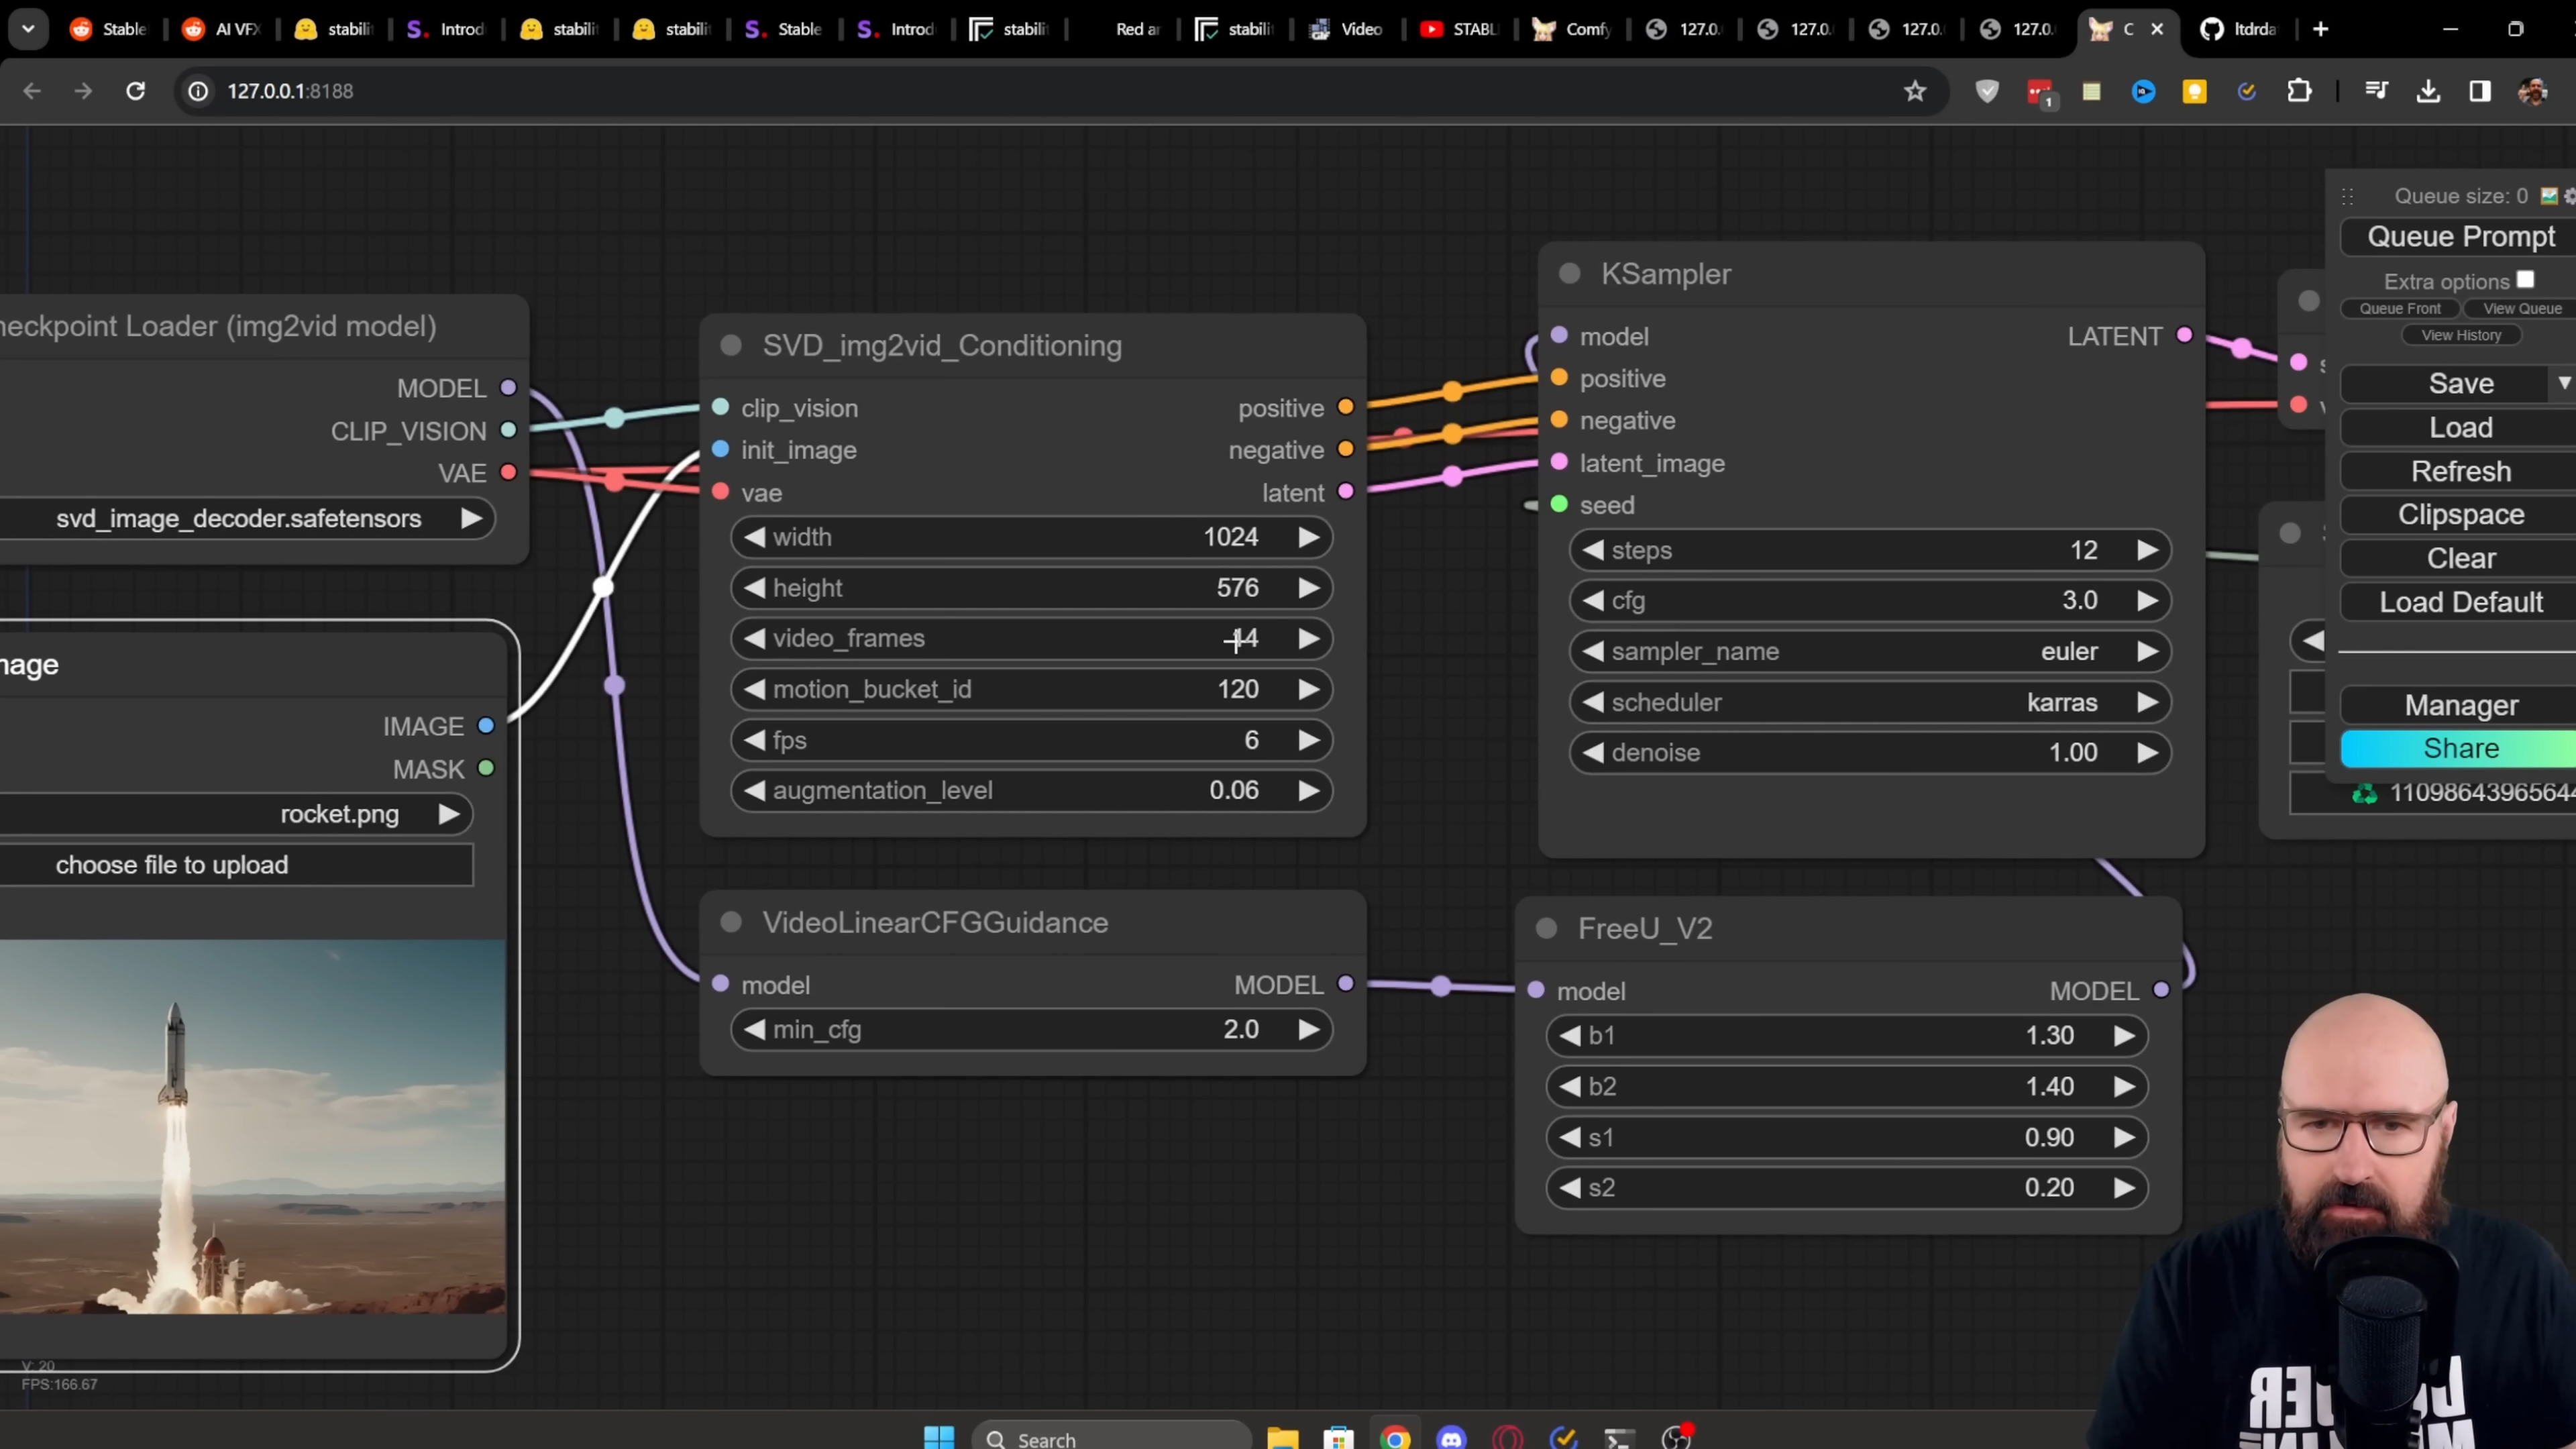 Stable
AI VFX
stabilit
Introd
stabili
stabili
Stable
Introd
stabilit
Red ar
stabili
Video
STABL
Comfy
127.0.
127.0.
127.0.
127.0.
C
ltdrda
127.0.0.1:8188
1
Queue size: 0
Queue Prompt
Extra options
Queue Front
View Queue
View History
Save
Load
Refresh
Clipspace
Clear
Load Default
Manager
Share
1109864396564
heckpoint Loader (img2vid model)
MODEL
CLIP_VISION
VAE
svd_image_decoder.safetensors
mage
IMAGE
MASK
rocket.png
choose file to upload
V: 20
FPS:166.67
SVD_img2vid_Conditioning
clip_vision positive
init_image negative
vae latent
width 1024
height 576
video_frames
motion_bucket_id 120
fps 6
augmentation_level 0.06
VideoLinearCFGGuidance
model MODEL
min_cfg 2.0
KSampler
model LATENT
positive
negative
latent_image
seed
steps 12
cfg 3.0
sampler_name euler
scheduler karras
denoise 1.00
FreeU_V2
model MODEL
b1 1.30
b2 1.40
s1 0.90
s2 0.20
Search